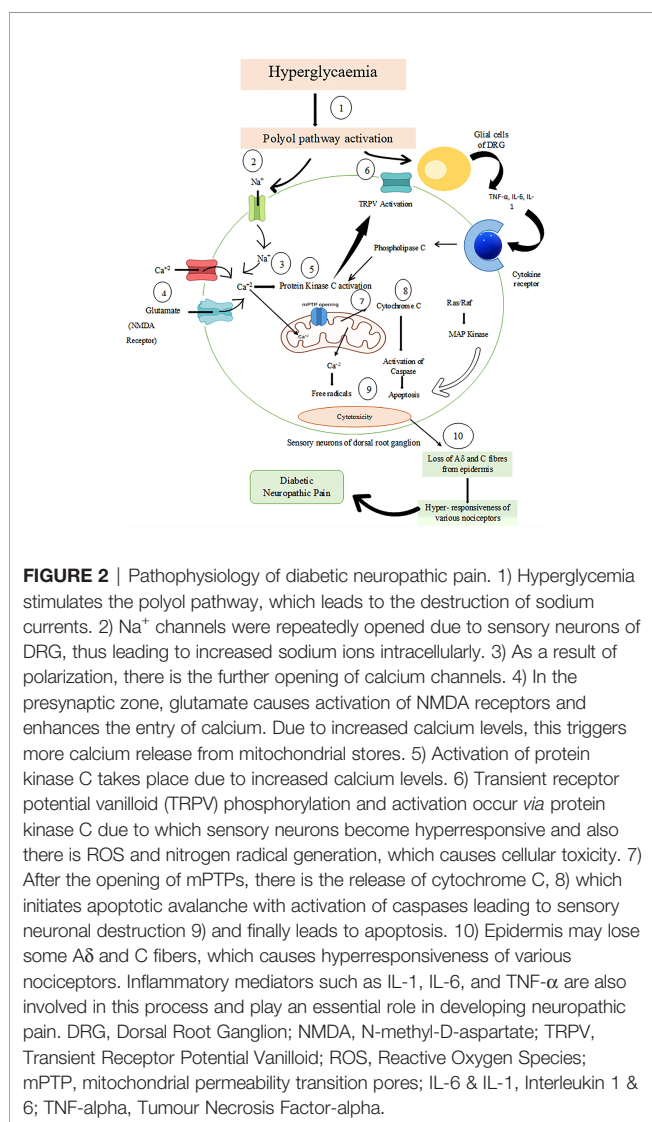 Hyperglycaemia
1
Polyol pathway activation
Glial cells
of DRG
2
6
Na⁺
TRPV Activation
TNF-α, IL-6, IL-
1
Phospholipase C
Cytokine
receptor
Na⁺
3
5
Ca⁺²
Ca⁺²
Protein Kinase C activation
4
Glutamate
(NMDA
Receptor)
mPTP opening
7
8
Cytochrome C
Ras/Raf
MAP Kinase
Ca⁺²
Ca⁺²
Activation of
Caspase
Free radicals
9
Apoptosis
Cytotoxicity
Sensory neurons of dorsal root ganglion
10
Loss of Aδ and C fibres
from epidermis
Diabetic
Neuropathic Pain
Hyper- responsiveness of
various nociceptors
FIGURE 2 | Pathophysiology of diabetic neuropathic pain. 1) Hyperglycemia
stimulates the polyol pathway, which leads to the destruction of sodium
currents. 2) Na⁺ channels were repeatedly opened due to sensory neurons of
DRG, thus leading to increased sodium ions intracellularly. 3) As a result of
polarization, there is the further opening of calcium channels. 4) In the
presynaptic zone, glutamate causes activation of NMDA receptors and
enhances the entry of calcium. Due to increased calcium levels, this triggers
more calcium release from mitochondrial stores. 5) Activation of protein
kinase C takes place due to increased calcium levels. 6) Transient receptor
potential vanilloid (TRPV) phosphorylation and activation occur via protein
kinase C due to which sensory neurons become hyperresponsive and also
there is ROS and nitrogen radical generation, which causes cellular toxicity. 7)
After the opening of mPTPs, there is the release of cytochrome C, 8) which
initiates apoptotic avalanche with activation of caspases leading to sensory
neuronal destruction 9) and finally leads to apoptosis. 10) Epidermis may lose
some Aδ and C fibers, which causes hyperresponsiveness of various
nociceptors. Inflammatory mediators such as IL-1, IL-6, and TNF-α are also
involved in this process and play an essential role in developing neuropathic
pain. DRG, Dorsal Root Ganglion; NMDA, N-methyl-D-aspartate; TRPV,
Transient Receptor Potential Vanilloid; ROS, Reactive Oxygen Species;
mPTP, mitochondrial permeability transition pores; IL-6 & IL-1, Interleukin 1 &
6; TNF-alpha, Tumour Necrosis Factor-alpha.